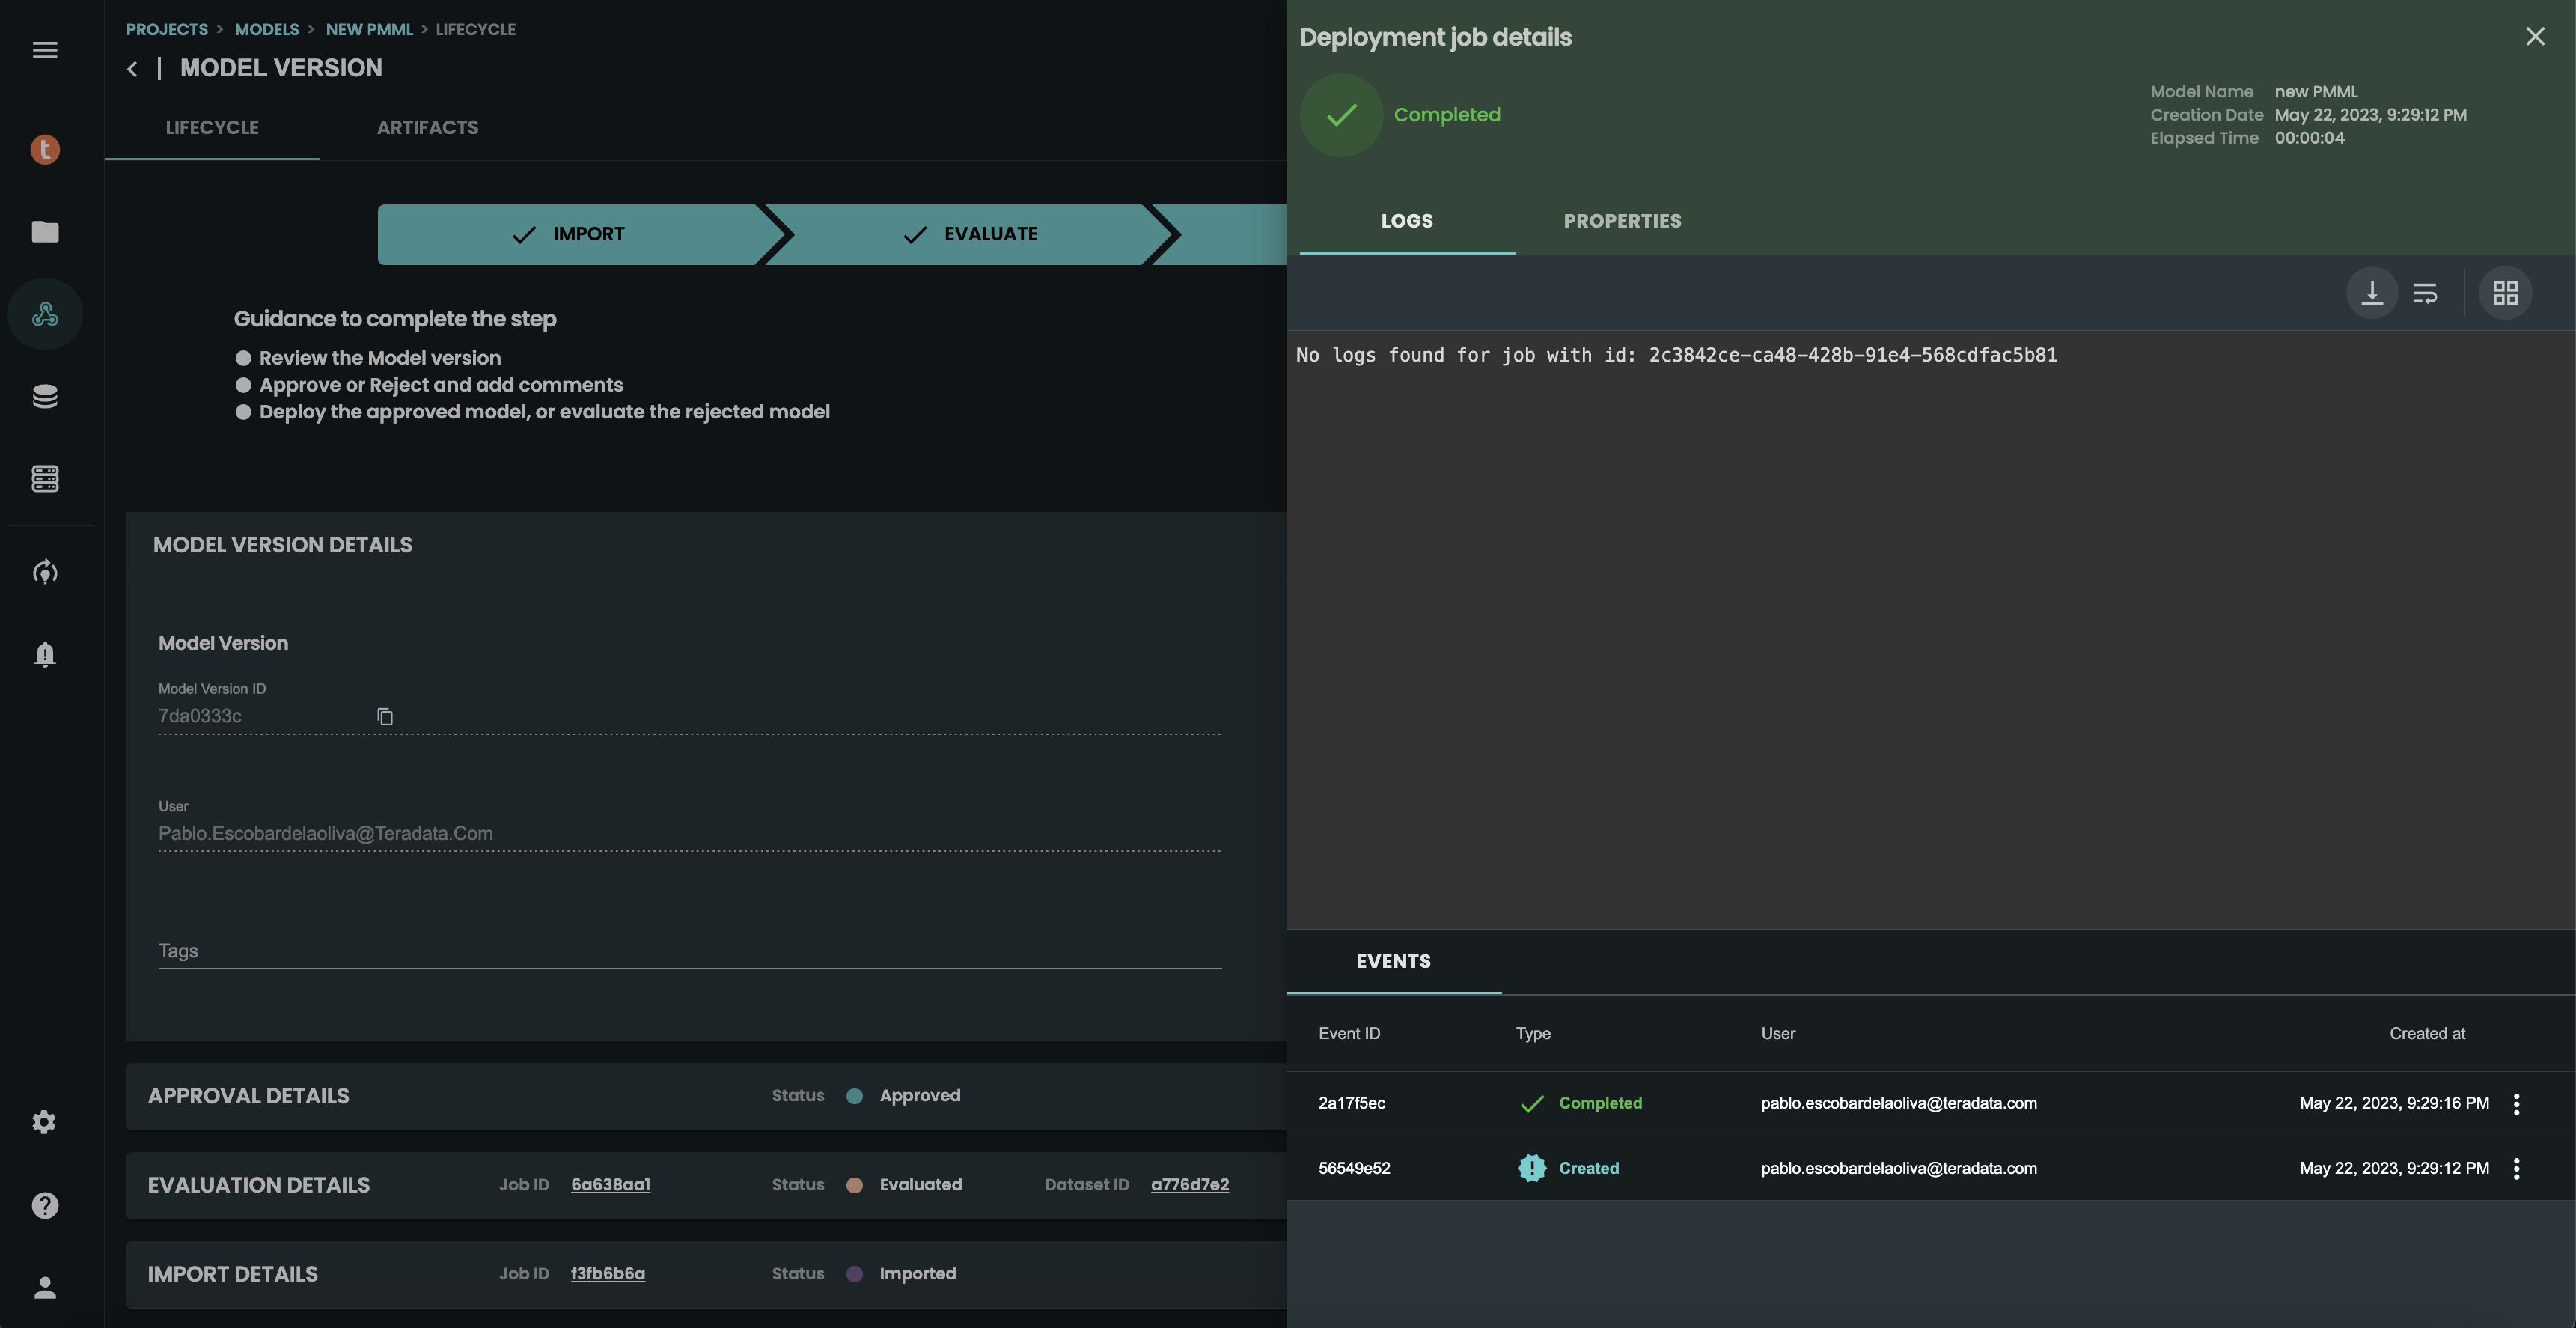 PROJECTS > MODELS > NEW PMML > LIFECYCLE
MODEL VERSION
LIFECYCLE ARTIFACTS
t
IMPORT EVALUATE
Guidance to complete the step
Review the Model version
Approve or Reject and add comments
Deploy the approved model, or evaluate the rejected model
MODEL VERSION DETAILS
Model Version
Model Version ID
7da0333c
User
Pablo.Escobardelaoliva@Teradata.Com
Tags
APPROVAL DETAILS Status Approved
EVALUATION DETAILS Job ID 6a638aa1 Status Evaluated Dataset ID a776d7e2
IMPORT DETAILS Job ID f3fb6b6a Status Imported
Deployment job details
Completed
Model Name new PMML
Creation Date May 22, 2023, 9:29:12 PM
Elapsed Time 00:00:04
LOGS PROPERTIES
No logs found for job with id: 2c3842ce-ca48-428b-91e4-568cdfac5b81
EVENTS
Event ID Type User Created at
2a17f5ec Completed pablo.escobardelaoliva@teradata.com May 22, 2023, 9:29:16 PM
56549e52 Created pablo.escobardelaoliva@teradata.com May 22, 2023, 9:29:12 PM